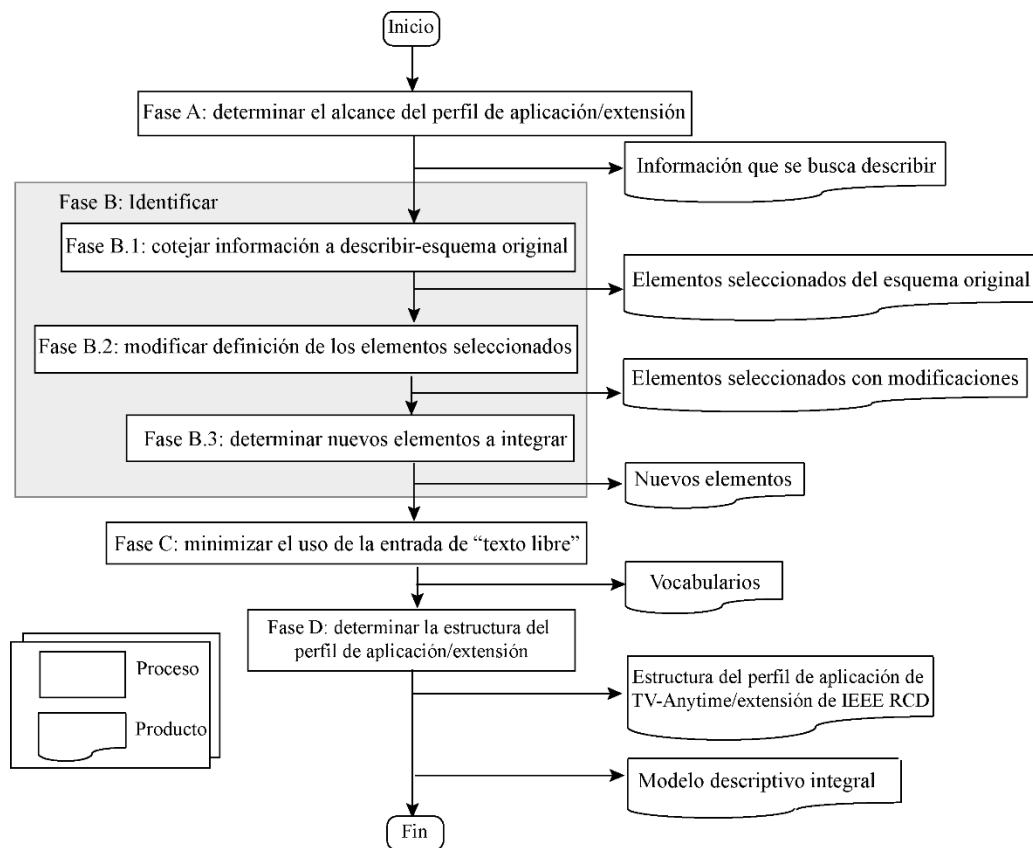 Inicio
Fase A: determinar el alcance del perfil de aplicación/extensión
Información que se busca describir
Fase B: Identificar
Fase B.1: cotejar información a describir-esquema original
Elementos seleccionados del esquema original
Fase B.2: modificar definición de los elementos seleccionados
Elementos seleccionados con modificaciones
Fase B.3: determinar nuevos elementos a integrar
Nuevos elementos
Fase C: minimizar el uso de la entrada de “texto libre”
Vocabularios
Fase D: determinar la estructura del
perfil de aplicación/extensión
Proceso
Producto
Estructura del perfil de aplicación de
TV-Anytime/extensión de IEEE RCD
Modelo descriptivo integral
Fin